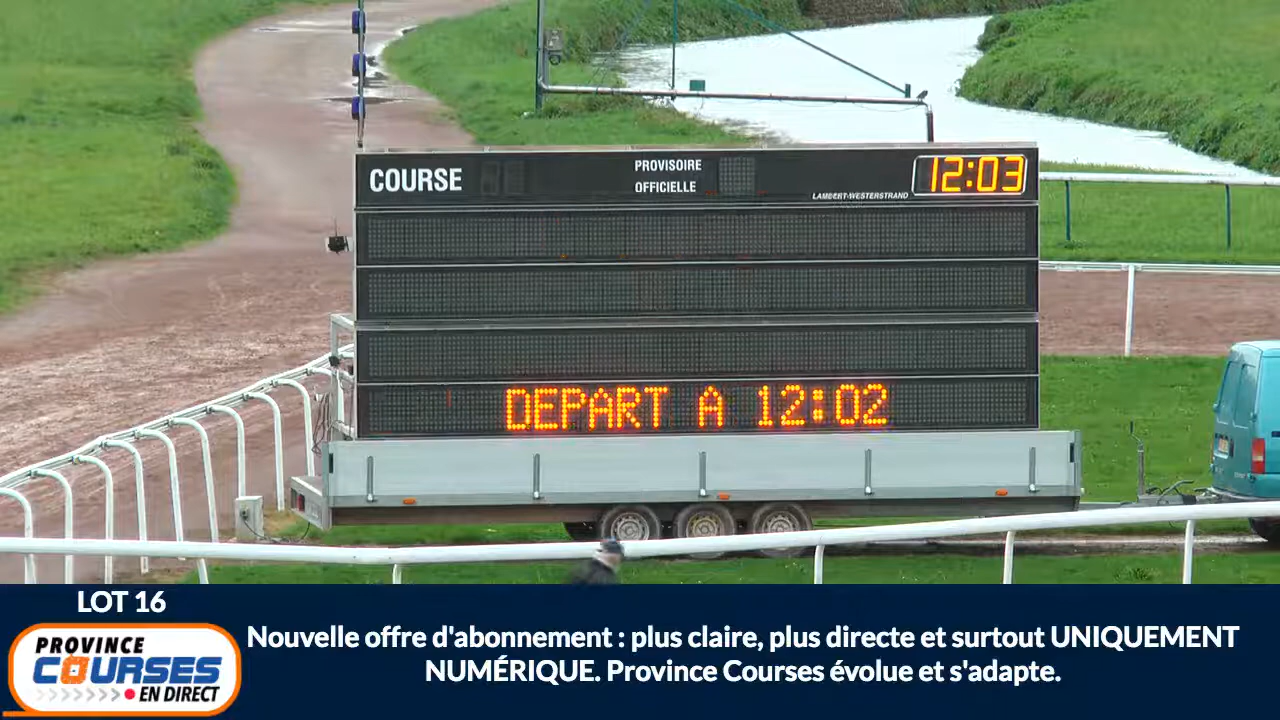 COURSE
PROVISOIRE
OFFICIELLE
12:03
LAMBERT-WESTERSTRAND
DEPART A 12:02
LOT 16
PROVINCE
COURSES
EN DIRECT
Nouvelle offre d'abonnement : plus claire, plus directe et surtout UNIQUEMENT
NUMÉRIQUE. Province Courses évolue et s'adapte.